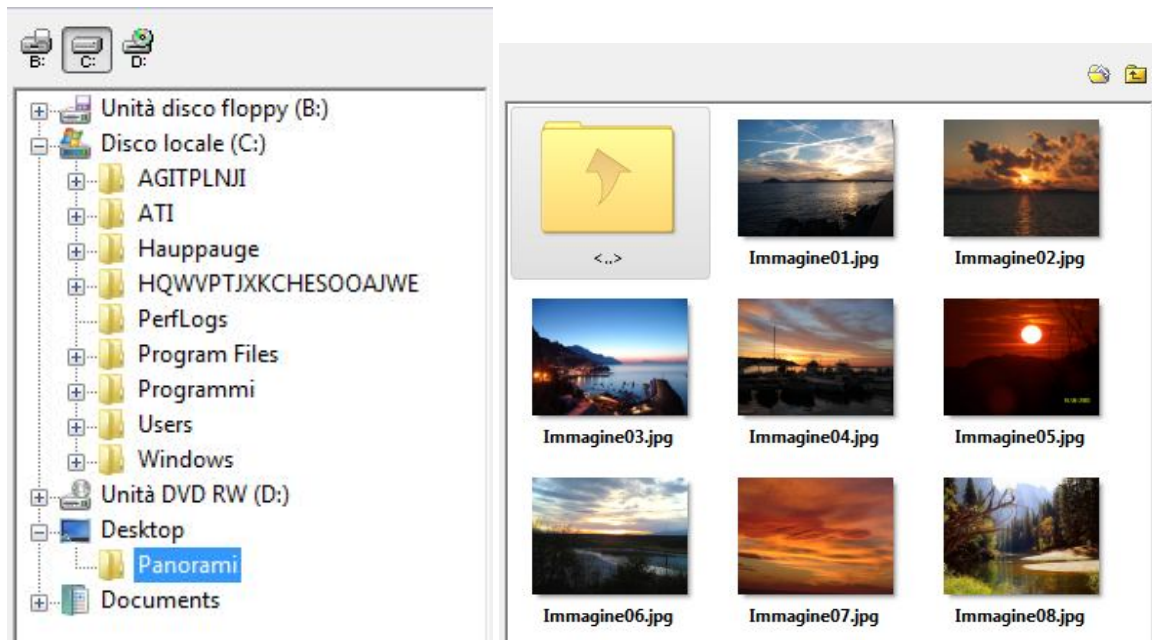 B: C: D:
Unità disco floppy (B:)
Disco locale (C:)
AGITPLNJI
ATI
Hauppauge
HQWVPTJXKCHESOOAJWE
PerfLogs
Program Files
Programmi
Users
Windows
Unità DVD RW (D:)
Desktop
Panorami
Documents
<..> Immagine01.jpg Immagine02.jpg
Immagine03.jpg Immagine04.jpg Immagine05.jpg
Immagine06.jpg Immagine07.jpg Immagine08.jpg